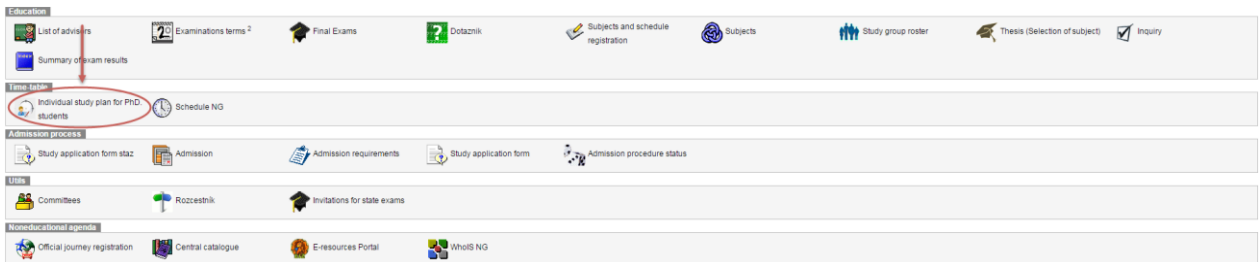 Education
List of advisers
Examinations terms 2
Final Exams
Dotaznik
Subjects and schedule
registration
Subjects
Study group roster
Thesis (Selection of subject)
Inquiry
Summary of exam results
Time-table
Individual study plan for PhD.
students
Schedule NG
Admission process
Study application form staz
Admission
Admission requirements
Study application form
Admission procedure status
Utils
Committees
Rozcestník
Invitations for state exams
Noneducational agenda
Official journey registration
Central catalogue
E-resources Portal
WhoIS NG